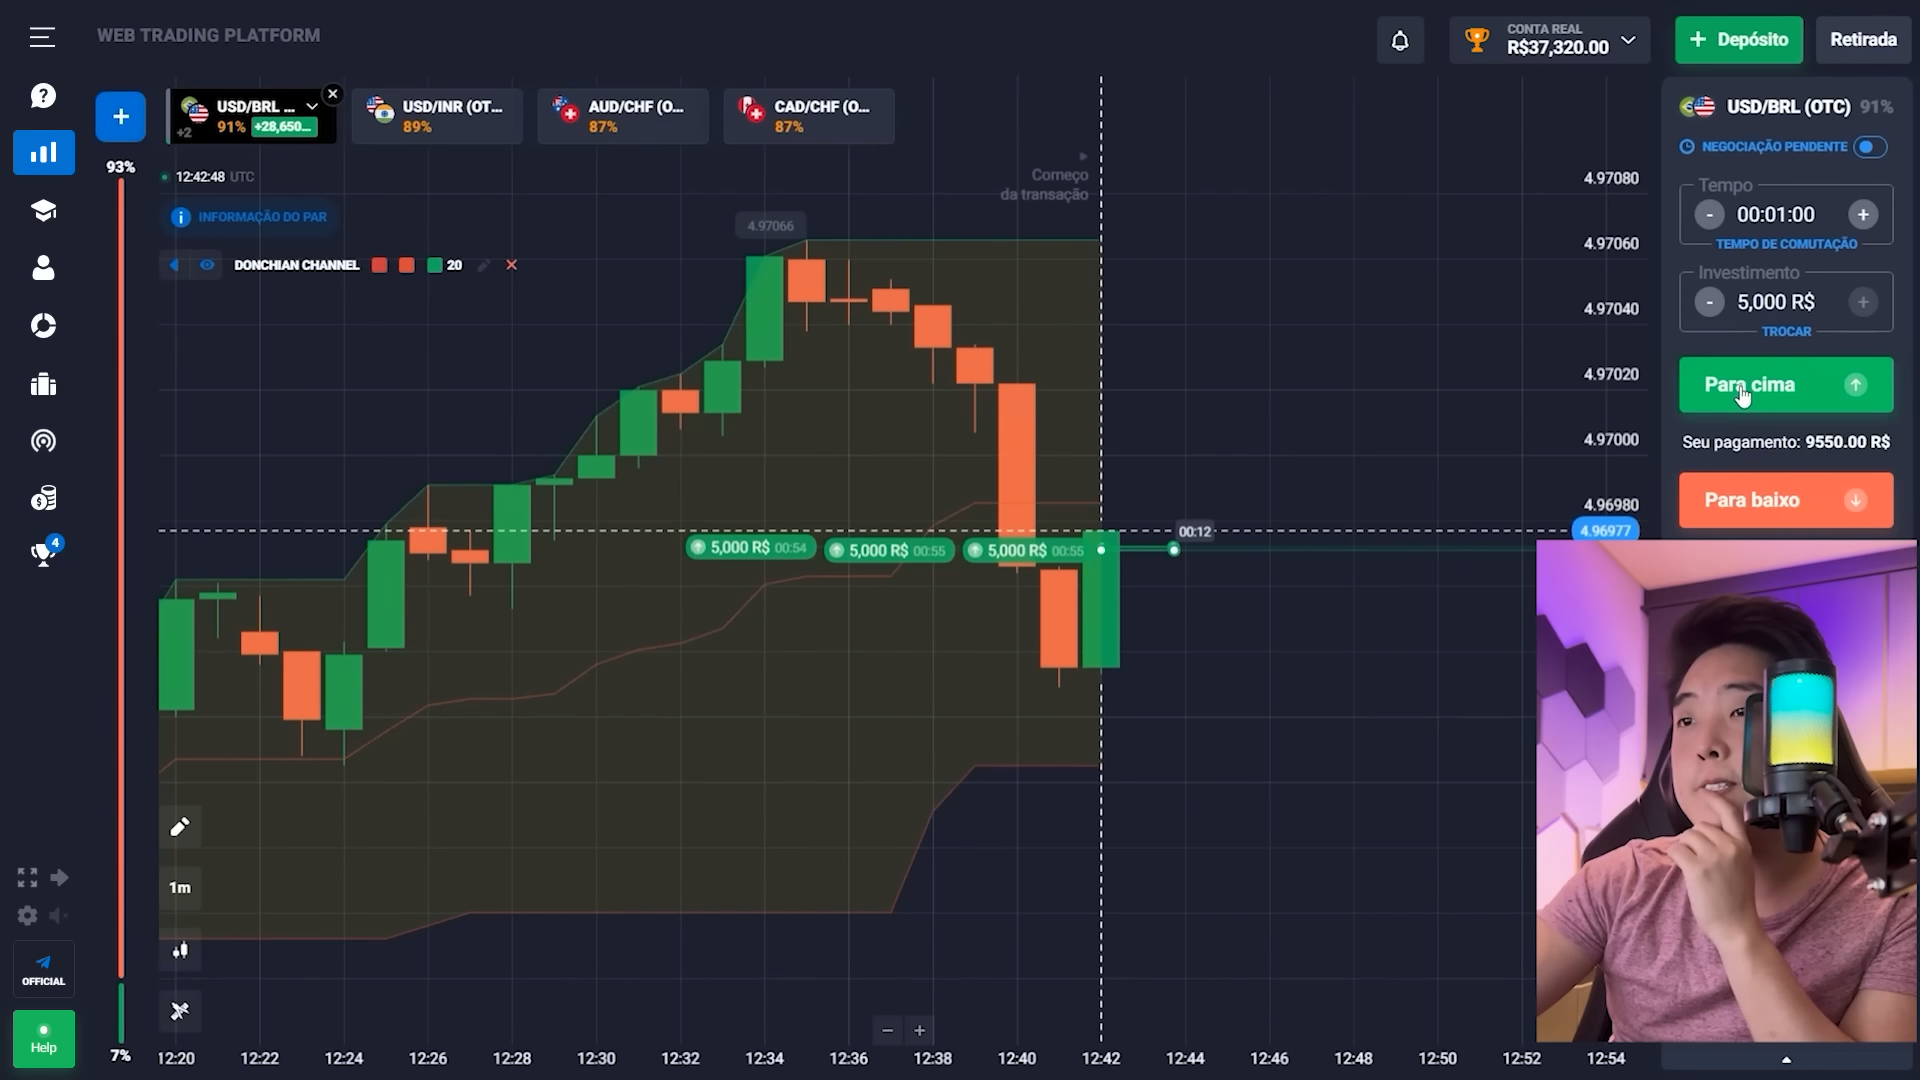 WEB TRADING PLATFORM
CONTA REAL
R$37,320.00
+ Depósito
Retirada
+
+2
USD/BRL ...
91% +28,650...
USD/INR (OT...
89%
AUD/CHF (O...
87%
CAD/CHF (O...
87%
USD/BRL (OTC) 91%
NEGOCIAÇÃO PENDENTE
Tempo
- 00:01:00 +
TEMPO DE COMUTAÇÃO
Investimento
- 5,000 R$ +
TROCAR
Para cima
Seu pagamento: 9550.00 R$
Para baixo
93%
12:42:48 UTC
INFORMAÇÃO DO PAR
DONCHIAN CHANNEL 20
Começo
da transação
4.97066
4.97080
4.97060
4.97040
4.97020
4.97000
4.96980
4.96977
00:12
5,000 R$ 00:54
5,000 R$ 00:55
5,000 R$ 00:55
4
1m
OFFICIAL
Help
7%
− +
12:20 12:22 12:24 12:26 12:28 12:30 12:32 12:34 12:36 12:38 12:40 12:42 12:44 12:46 12:48 12:50 12:52 12:54